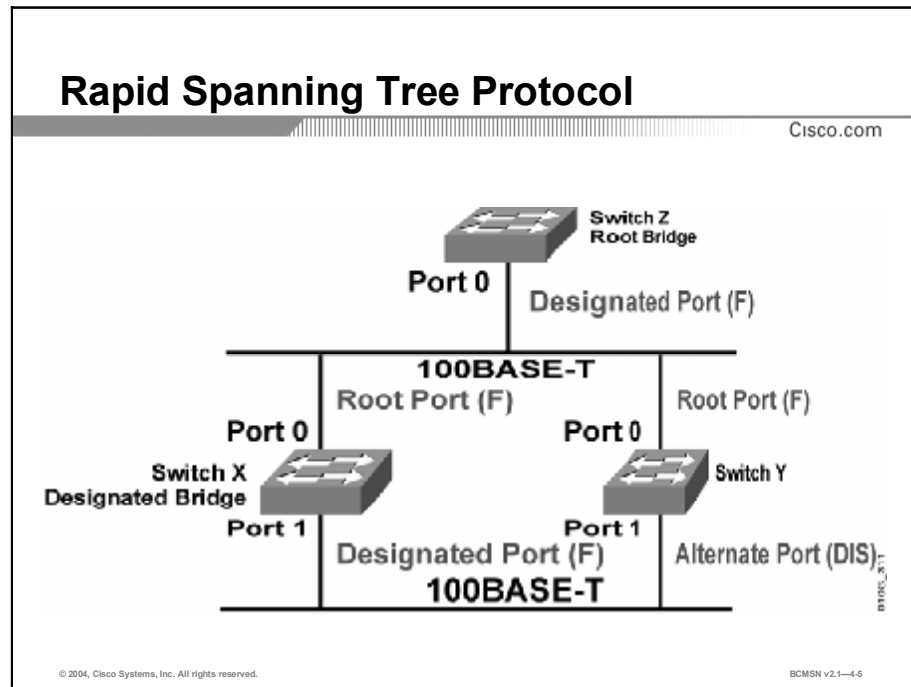 Rapid Spanning Tree Protocol
Cisco.com
Switch Z
Root Bridge
Port 0
Designated Port (F)
100BASE-T
Root Port (F)
Root Port (F)
Port 0
Port 0
Switch X
Designated Bridge
Switch Y
Port 1
Port 1
Designated Port (F)
Alternate Port (DIS)
100BASE-T
© 2004, Cisco Systems, Inc. All rights reserved.
BCMSN v2.1—4-5